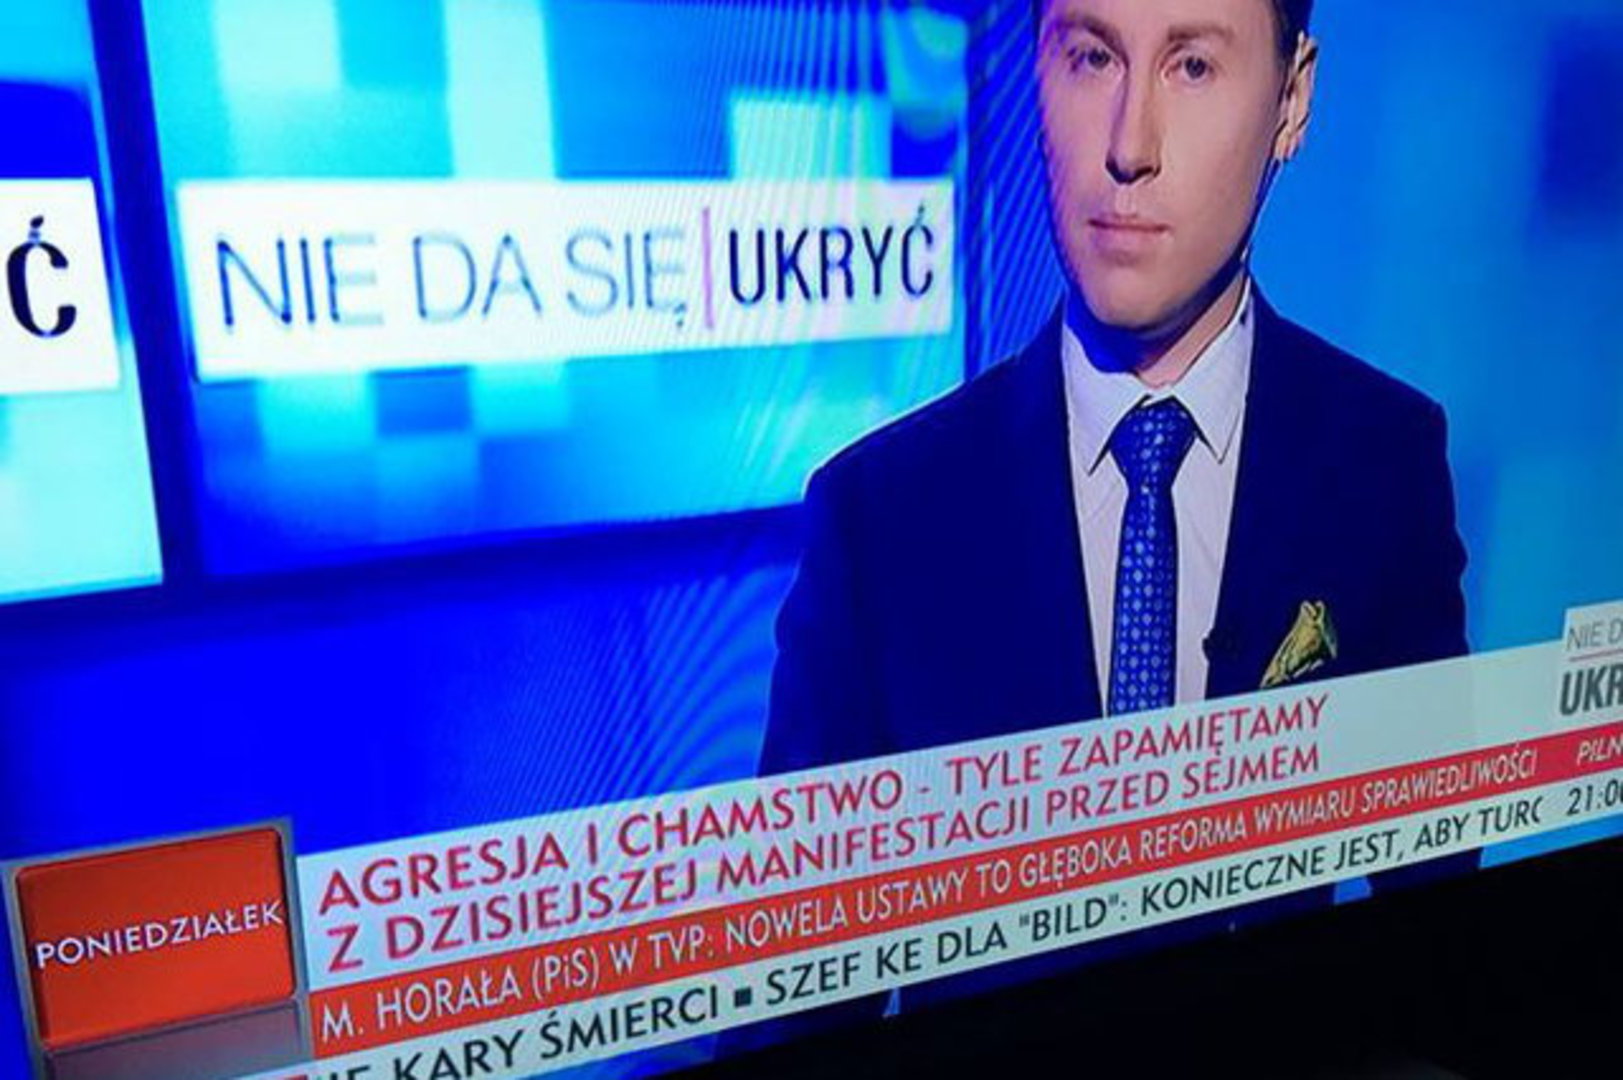 Ć
NIE DA SIĘ UKRYĆ
NIE
UKR
AGRESJA I CHAMSTWO - TYLE ZAPAMIĘTAMY
Z DZISIEJSZEJ MANIFESTACJI PRZED SEJMEM
PONIEDZIAŁEK
M. HORAŁA (PiS) W TVP: NOWELA USTAWY TO GŁĘBOKA REFORMA WYMIARU SPRAWIEDLIWOŚCI PILN
KARY ŚMIERCI ■ SZEF KE DLA "BILD": KONIECZNE JEST, ABY TURC 21:0